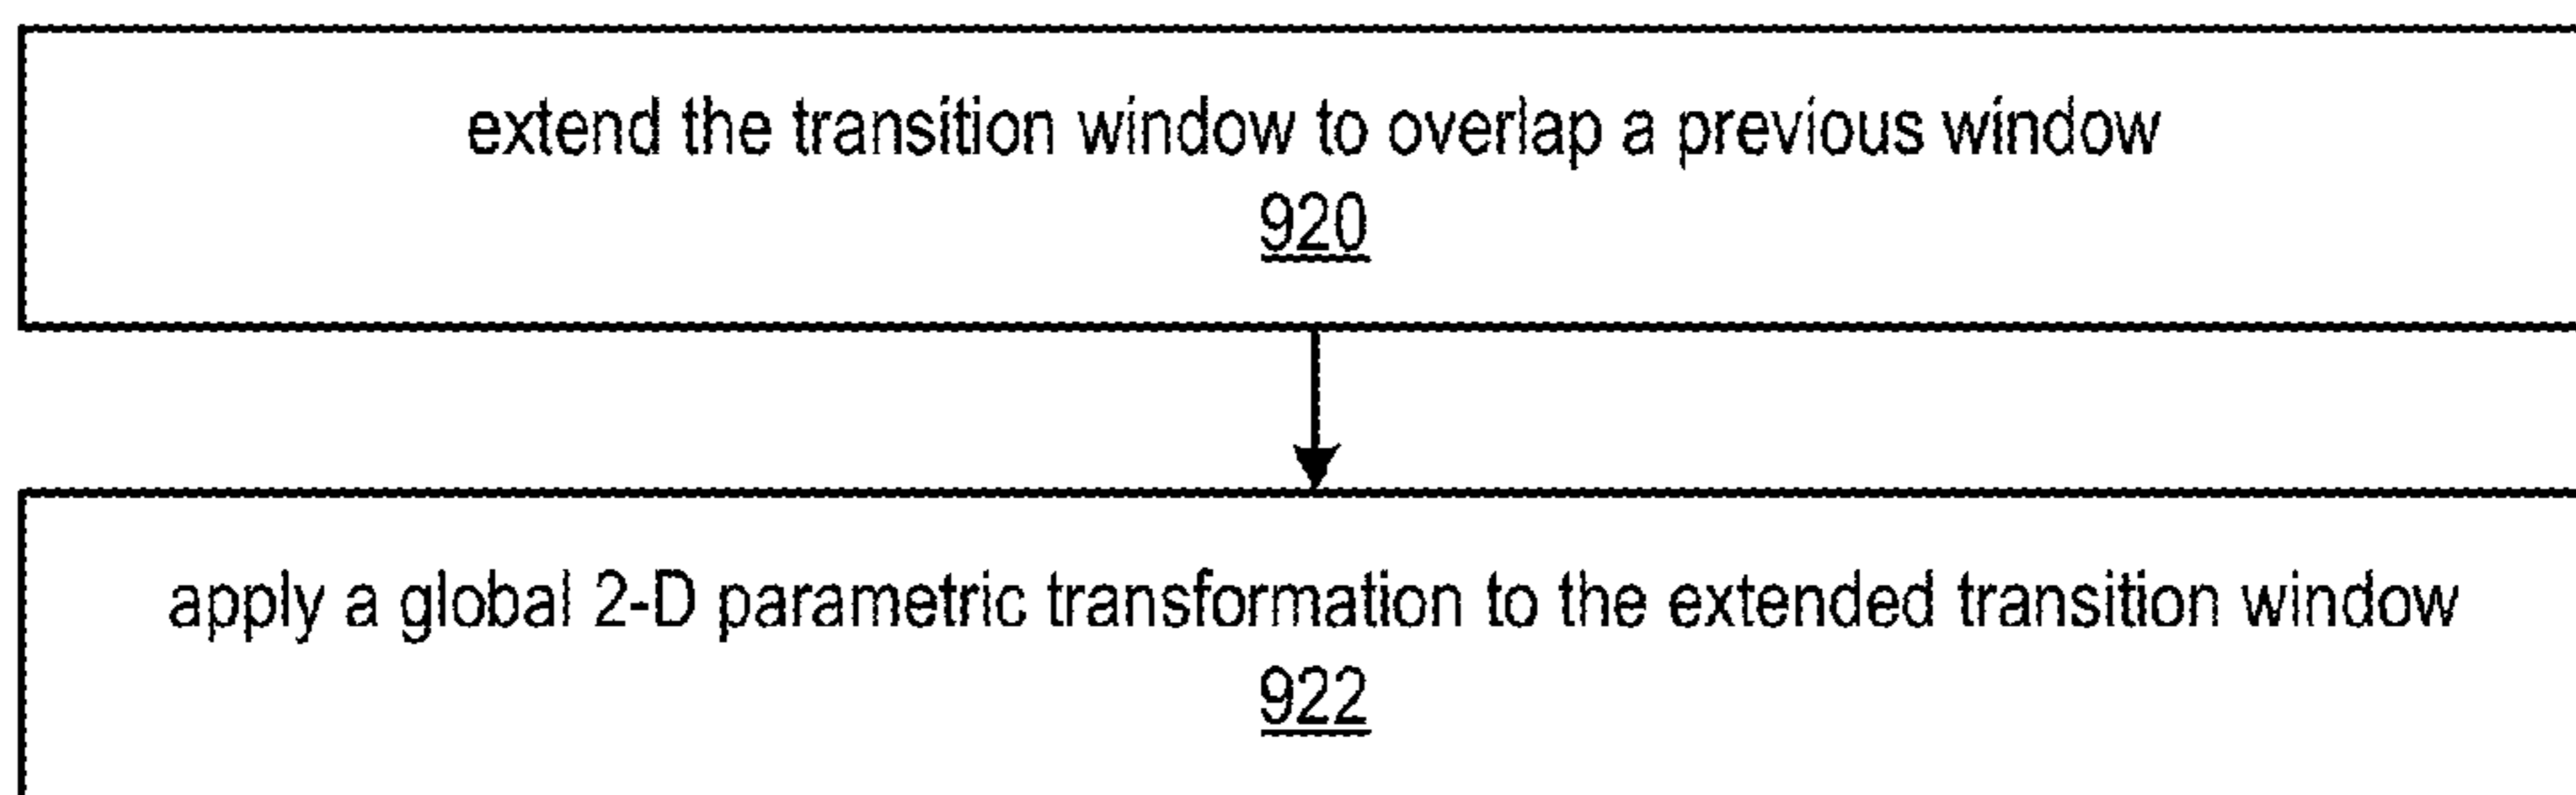 extend the transition window to overlap a previous window
920
apply a global 2-D parametric transformation to the extended transition window
922